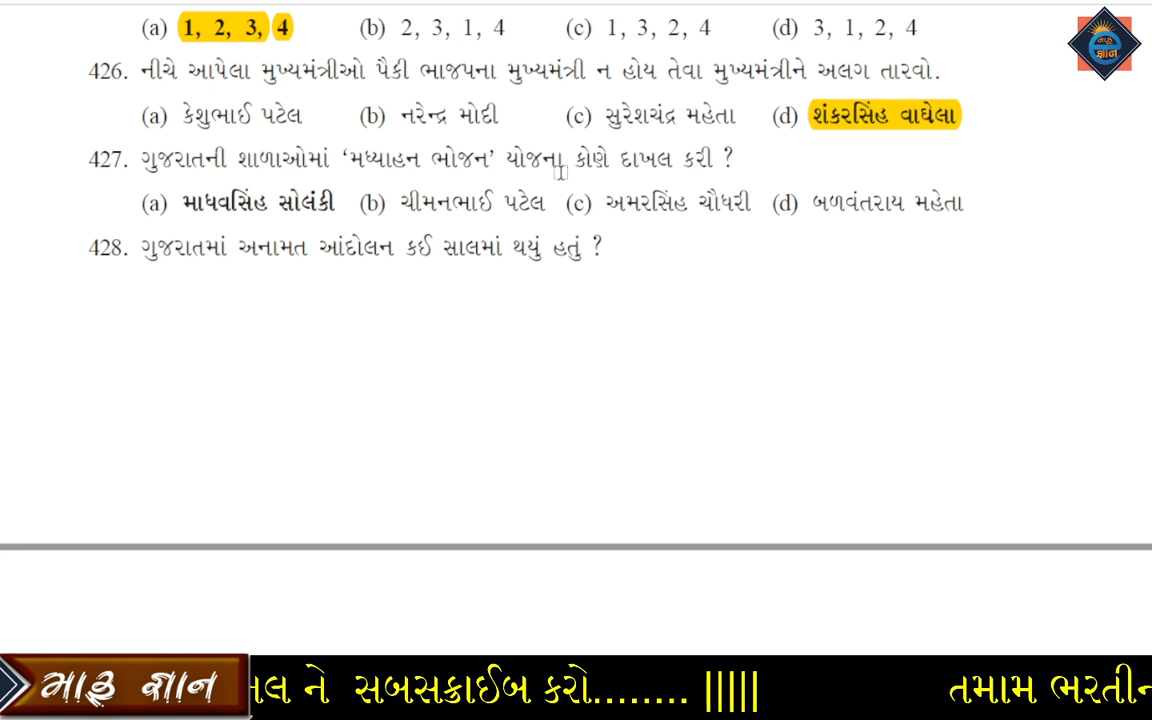 (a) 1, 2, 3, 4 (b) 2, 3, 1, 4 (c) 1, 3, 2, 4 (d) 3, 1, 2, 4
426. નીચે આપેલા મુખ્યમંત્રીઓ પૈકી ભાજપના મુખ્યમંત્રી ન હોય તેવા મુખ્યમંત્રીને અલગ તારવો.
(a) કેશુભાઈ પટેલ (b) નરેન્દ્ર મોદી (c) સુરેશચંદ્ર મહેતા (d) શંકરસિંહ વાઘેલા
427. ગુજરાતની શાળાઓમાં ‘મધ્યાહન ભોજન’ યોજના કોણે દાખલ કરી ?
(a) માધવસિંહ સોલંકી (b) ચીમનભાઈ પટેલ (c) અમરસિંહ ચૌધરી (d) બળવંતરાય મહેતા
428. ગુજરાતમાં અનામત આંદોલન કઈ સાલમાં થયું હતું ?
મારૂ જ્ઞાન
ને સબસક્રાઈબ કરો........ ||||| તમામ